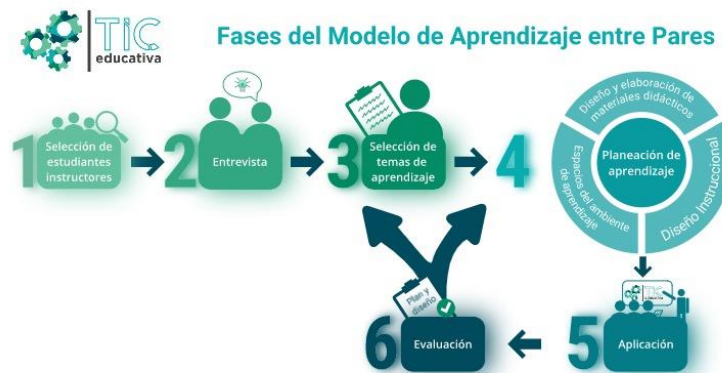 TIC
educativa
Fases del Modelo de Aprendizaje entre Pares
1
Selección de
estudiantes
instructores
2
Entrevista
3
Selección de
temas de
aprendizaje
4
Diseño y elaboración de
materiales didácticos
Espacios del ambiente
de aprendizaje
Diseño Instruccional
Planeación de
aprendizaje
TIC
educativa
5
Aplicación
Plan y
diseño
6
Evaluación